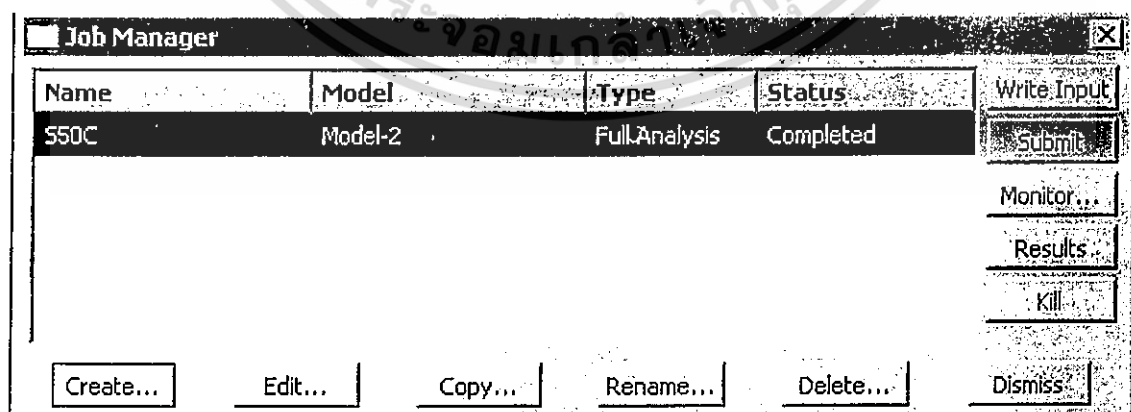 Job Manager
Name Model Type Status
S50C Model-2 Full Analysis Completed
Write Input
Submit
Monitor...
Results
Kill
Create... Edit... Copy... Rename... Delete... Dismiss